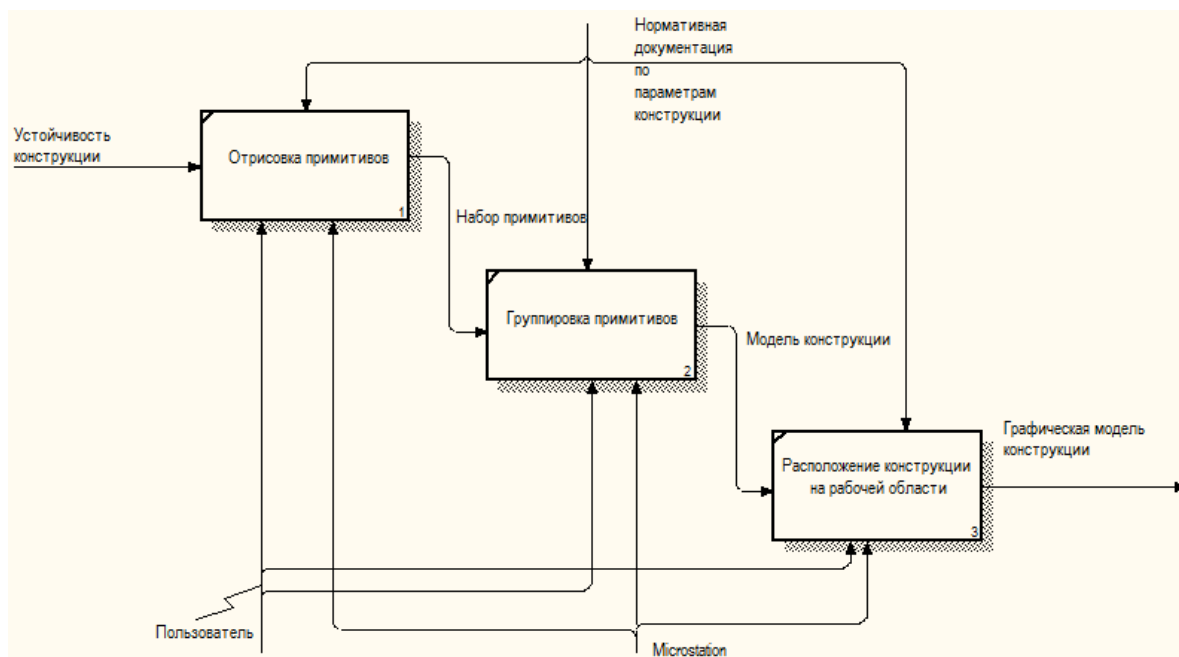 Нормативная
документация
по
параметрам
конструкции
Устойчивость
конструкции
Отрисовка примитивов
1
Набор примитивов
Группировка примитивов
2
Модель конструкции
Расположение конструкции
на рабочей области
3
Графическая модель
конструкции
Пользователь
Microstation